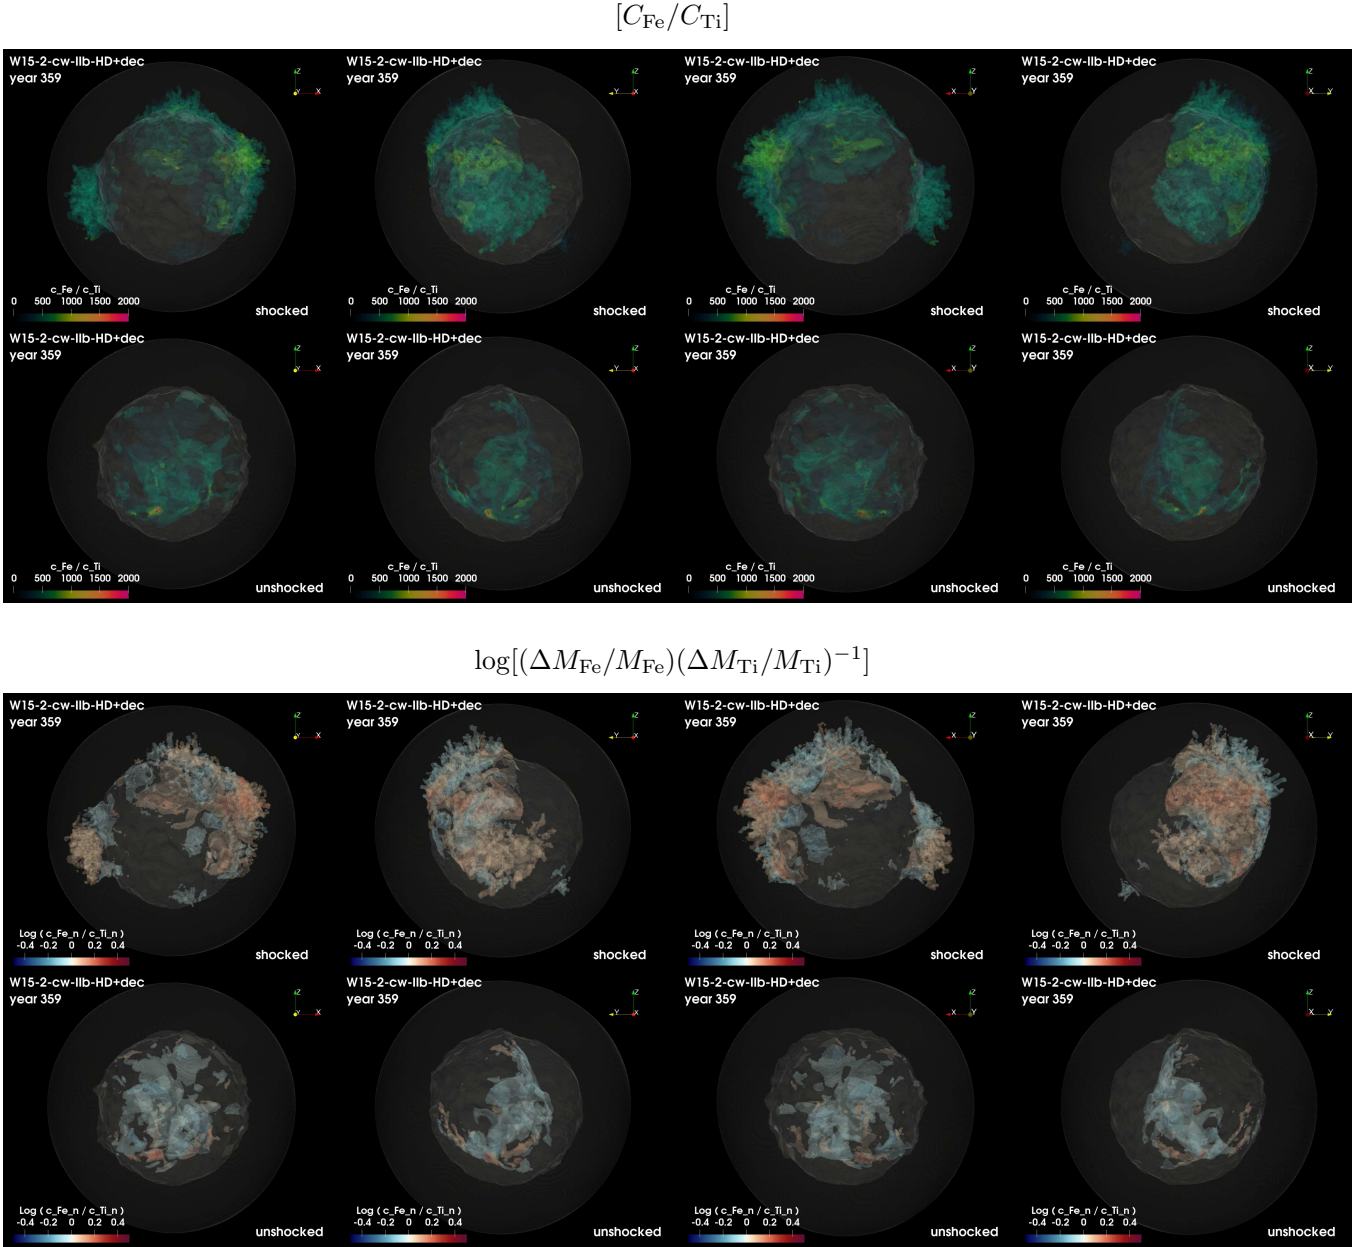 [C_Fe/C_Ti]
W15-2-cw-IIb-HD+dec
year 359
Z
Y X
c_Fe / c_Ti
0 500 1000 1500 2000
shocked
W15-2-cw-IIb-HD+dec
year 359
Z
Y X
c_Fe / c_Ti
0 500 1000 1500 2000
shocked
W15-2-cw-IIb-HD+dec
year 359
Z
X Y
c_Fe / c_Ti
0 500 1000 1500 2000
shocked
W15-2-cw-IIb-HD+dec
year 359
Z
X Y
c_Fe / c_Ti
0 500 1000 1500 2000
shocked
W15-2-cw-IIb-HD+dec
year 359
Z
Y X
c_Fe / c_Ti
0 500 1000 1500 2000
unshocked
W15-2-cw-IIb-HD+dec
year 359
Z
Y X
c_Fe / c_Ti
0 500 1000 1500 2000
unshocked
W15-2-cw-IIb-HD+dec
year 359
Z
X Y
c_Fe / c_Ti
0 500 1000 1500 2000
unshocked
W15-2-cw-IIb-HD+dec
year 359
Z
X Y
c_Fe / c_Ti
0 500 1000 1500 2000
unshocked
log[(ΔM_Fe/M_Fe)(ΔM_Ti/M_Ti)^−1]
W15-2-cw-IIb-HD+dec
year 359
Z
Y X
Log ( c_Fe_n / c_Ti_n )
-0.4 -0.2 0 0.2 0.4
shocked
W15-2-cw-IIb-HD+dec
year 359
Z
Y X
Log ( c_Fe_n / c_Ti_n )
-0.4 -0.2 0 0.2 0.4
shocked
W15-2-cw-IIb-HD+dec
year 359
Z
X Y
Log ( c_Fe_n / c_Ti_n )
-0.4 -0.2 0 0.2 0.4
shocked
W15-2-cw-IIb-HD+dec
year 359
Z
X Y
Log ( c_Fe_n / c_Ti_n )
-0.4 -0.2 0 0.2 0.4
shocked
W15-2-cw-IIb-HD+dec
year 359
Z
Y X
Log ( c_Fe_n / c_Ti_n )
-0.4 -0.2 0 0.2 0.4
unshocked
W15-2-cw-IIb-HD+dec
year 359
Z
Y X
Log ( c_Fe_n / c_Ti_n )
-0.4 -0.2 0 0.2 0.4
unshocked
W15-2-cw-IIb-HD+dec
year 359
Z
X Y
Log ( c_Fe_n / c_Ti_n )
-0.4 -0.2 0 0.2 0.4
unshocked
W15-2-cw-IIb-HD+dec
year 359
Z
X Y
Log ( c_Fe_n / c_Ti_n )
-0.4 -0.2 0 0.2 0.4
unshocked